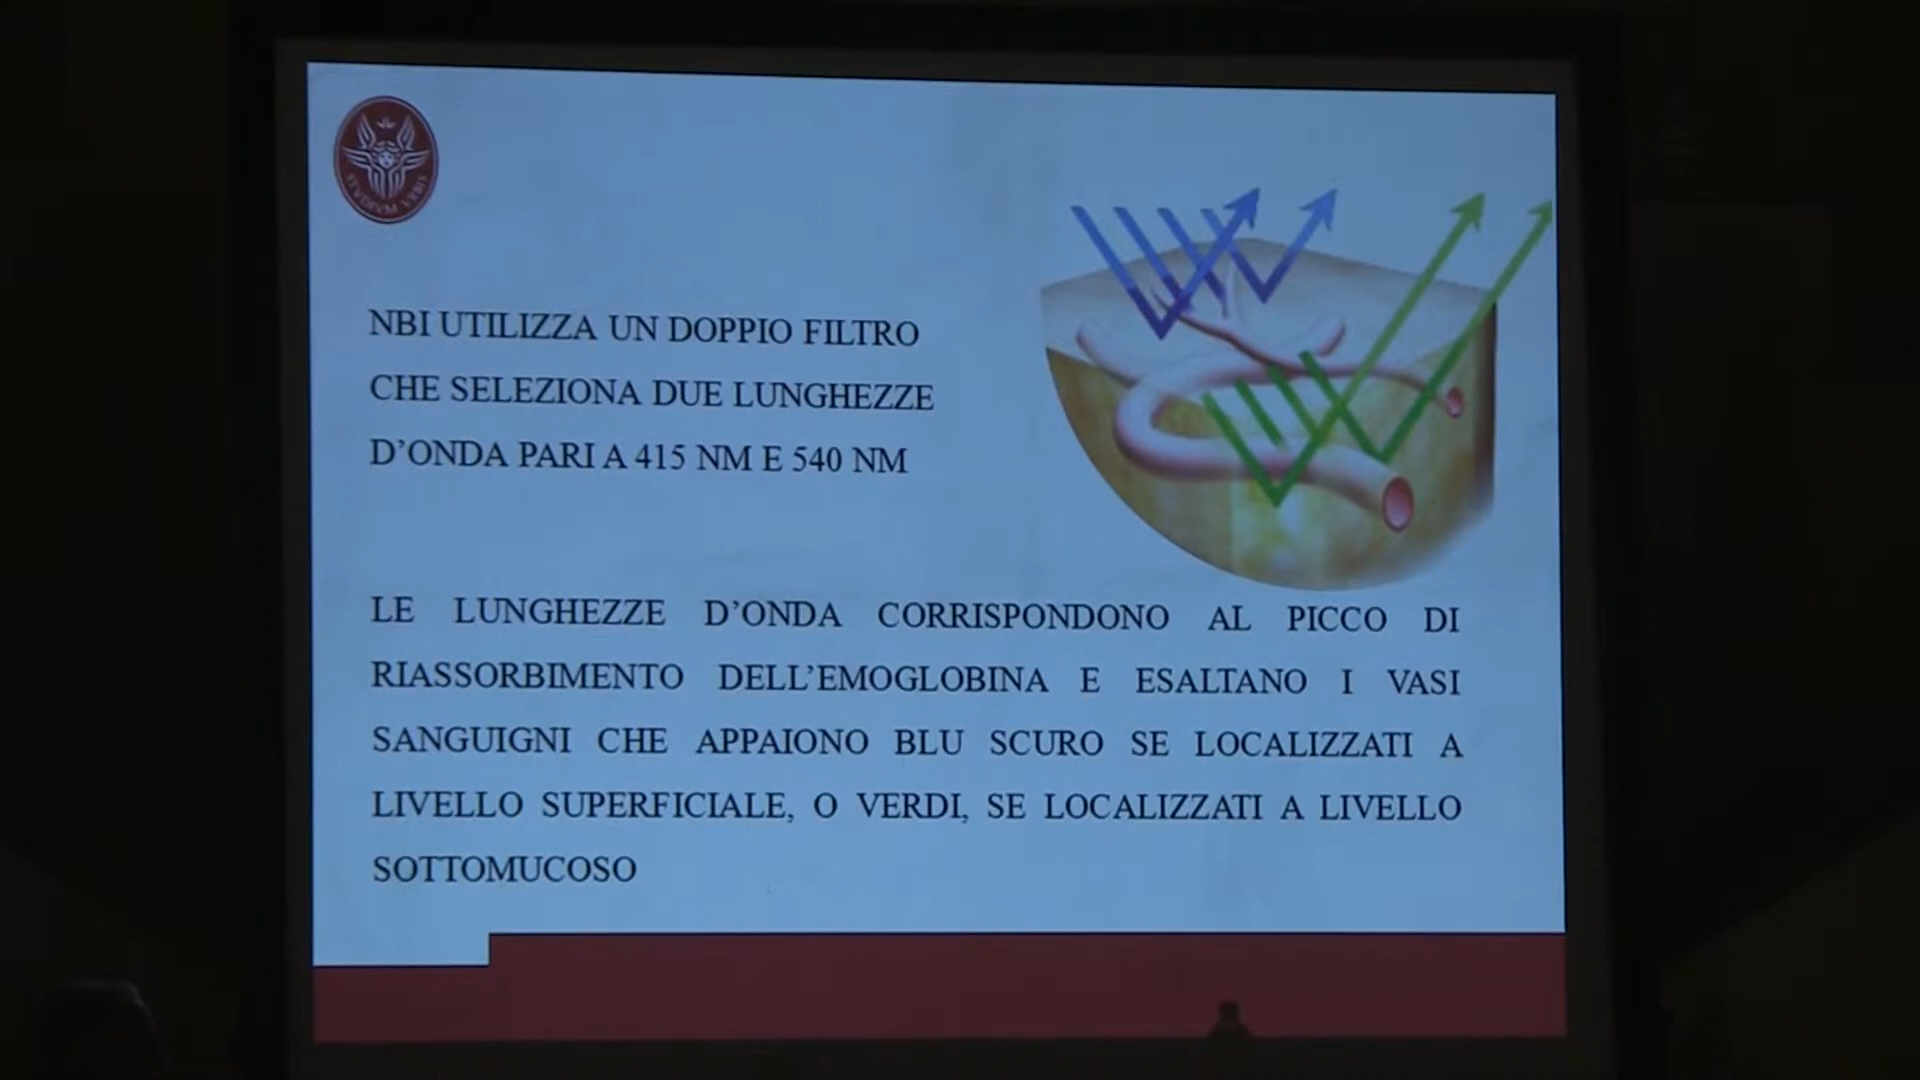 STVDIVM VRBIS
NBI UTILIZZA UN DOPPIO FILTRO
CHE SELEZIONA DUE LUNGHEZZE
D’ONDA PARI A 415 NM E 540 NM
LE LUNGHEZZE D’ONDA CORRISPONDONO AL PICCO DI
RIASSORBIMENTO DELL’EMOGLOBINA E ESALTANO I VASI
SANGUIGNI CHE APPAIONO BLU SCURO SE LOCALIZZATI A
LIVELLO SUPERFICIALE, O VERDI, SE LOCALIZZATI A LIVELLO
SOTTOMUCOSO